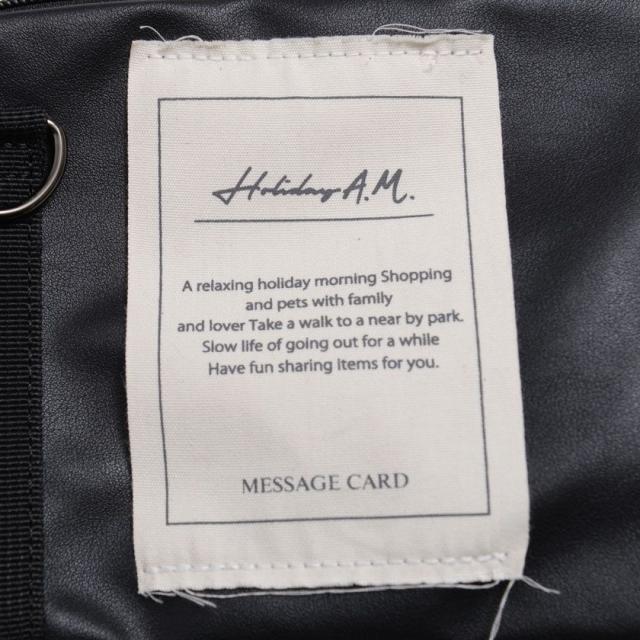 Holiday A.M.
A relaxing holiday morning Shopping
and pets with family
and lover Take a walk to a near by park.
Slow life of going out for a while
Have fun sharing items for you.
MESSAGE CARD